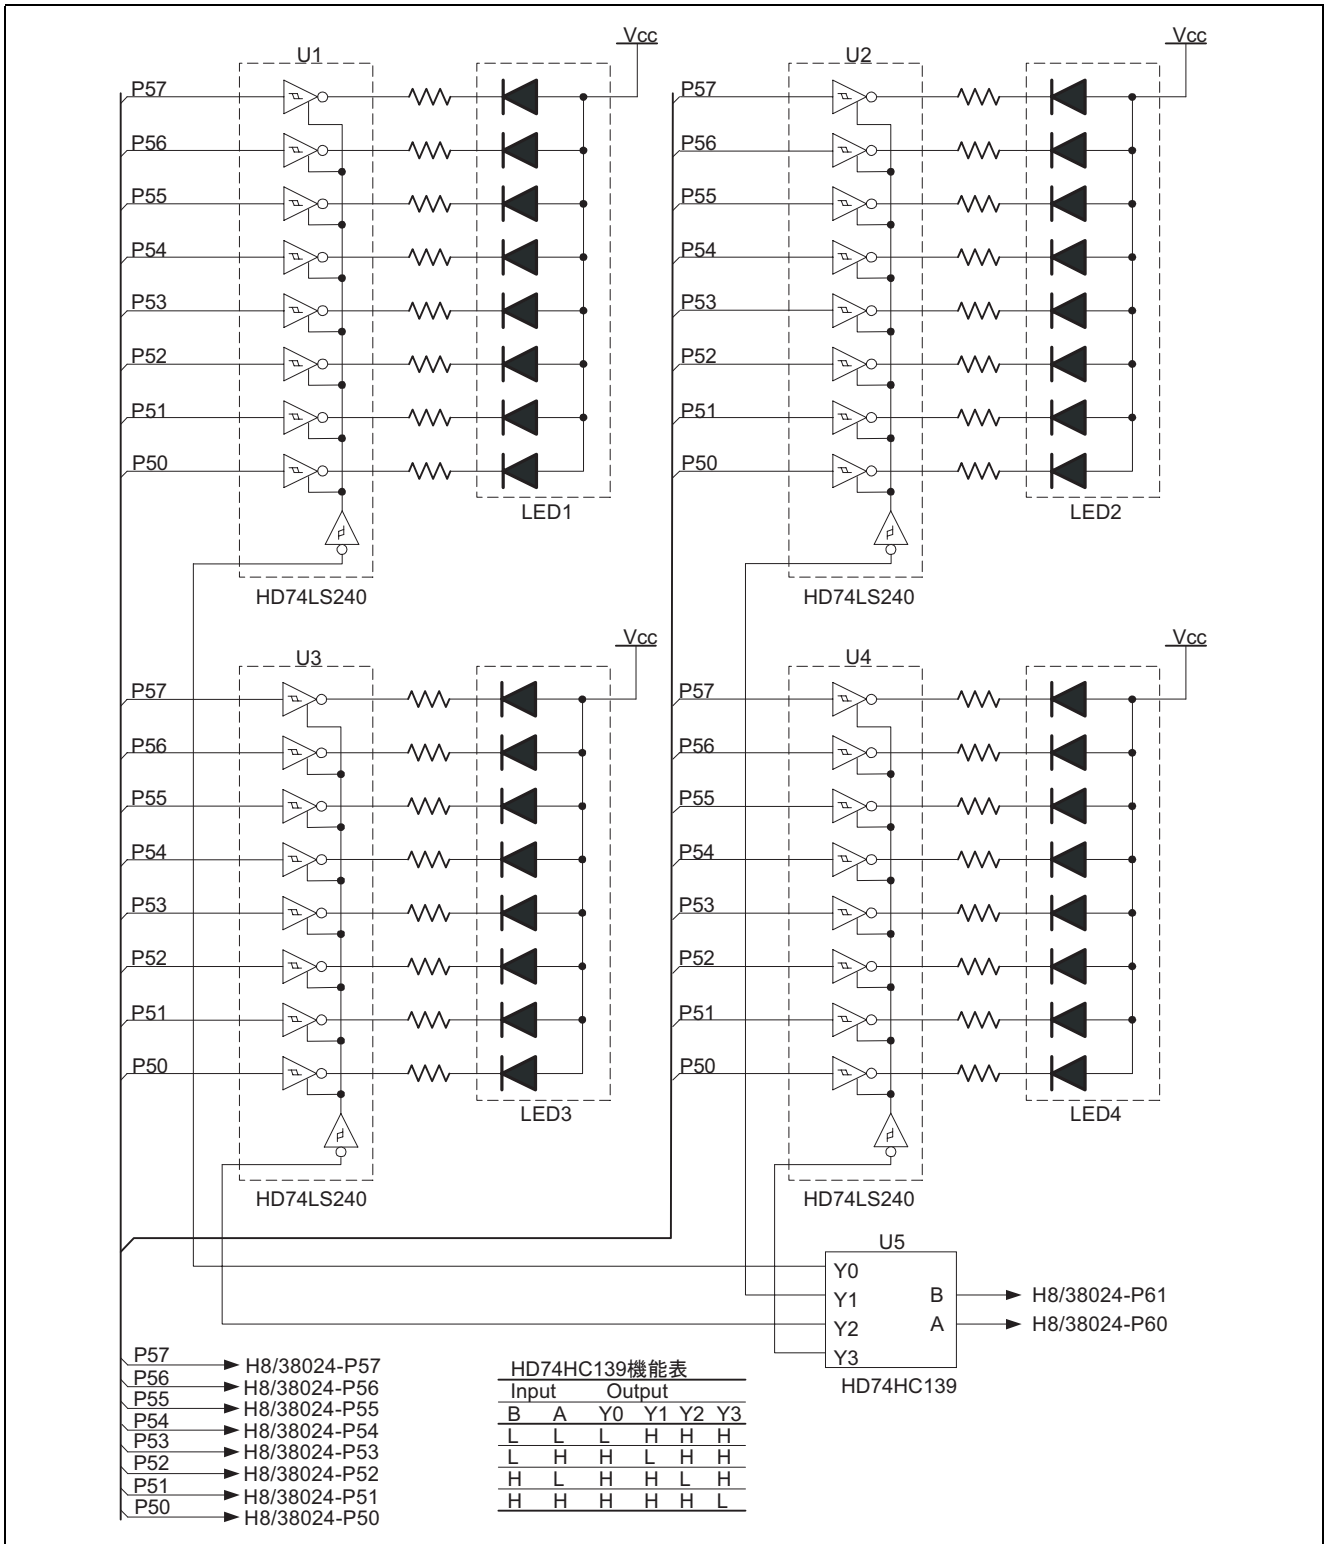 Vcc
Vcc
U1
U2
P57
P57
P56
P56
P55
P55
P54
P54
P53
P53
P52
P52
P51
P51
P50
P50
LED1
LED2
HD74LS240
HD74LS240
Vcc
Vcc
U3
U4
P57
P57
P56
P56
P55
P55
P54
P54
P53
P53
P52
P52
P51
P51
P50
P50
LED3
LED4
HD74LS240
HD74LS240
U5
Y0
Y1
B
H8/38024-P61
Y2
A
H8/38024-P60
Y3
HD74HC139
P57 H8/38024-P57
P56 H8/38024-P56
P55 H8/38024-P55
P54 H8/38024-P54
P53 H8/38024-P53
P52 H8/38024-P52
P51 H8/38024-P51
P50 H8/38024-P50
HD74HC139機能表
Input Output
B A Y0 Y1 Y2 Y3
L L L H H H
L H H L H H
H L H H L H
H H H H H L